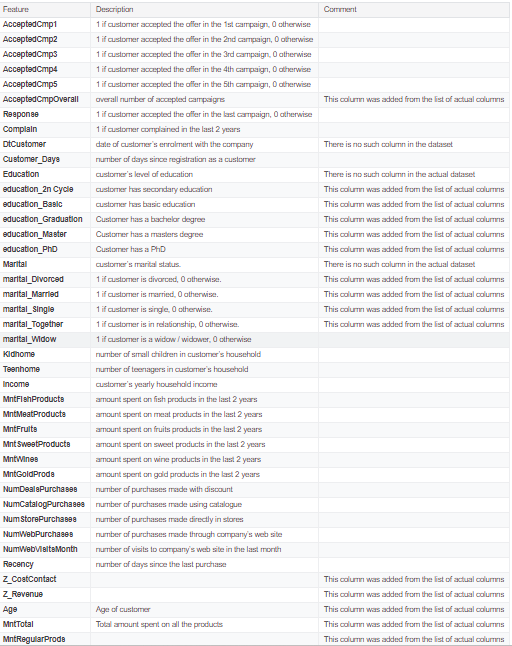 Feature Description Comment
AcceptedCmp1 1 if customer accepted the offer in the 1st campaign, 0 otherwise
AcceptedCmp2 1 if customer accepted the offer in the 2nd campaign, 0 otherwise
AcceptedCmp3 1 if customer accepted the offer in the 3rd campaign, 0 otherwise
AcceptedCmp4 1 if customer accepted the offer in the 4th campaign, 0 otherwise
AcceptedCmp5 1 if customer accepted the offer in the 5th campaign, 0 otherwise
AcceptedCmpOverall overall number of accepted campaigns This column was added from the list of actual columns
Response 1 if customer accepted the offer in the last campaign, 0 otherwise
Complain 1 if customer complained in the last 2 years
DtCustomer date of customer's enrolment with the company There is no such column in the dataset
Customer_Days number of days since registration as a customer
Education customer's level of education There is no such column in the actual dataset
education_2n Cycle customer has secondary education This column was added from the list of actual columns
education_Basic customer has basic education This column was added from the list of actual columns
education_Graduation Customer has a bachelor degree This column was added from the list of actual columns
education_Master Customer has a masters degree This column was added from the list of actual columns
education_PhD Customer has a PhD This column was added from the list of actual columns
Marital customer's marital status. There is no such column in the actual dataset
marital_Divorced 1 if customer is divorced, 0 otherwise. This column was added from the list of actual columns
marital_Married 1 if customer is married, 0 otherwise. This column was added from the list of actual columns
marital_Single 1 if customer is single, 0 otherwise. This column was added from the list of actual columns
marital_Together 1 if customer is in relationship, 0 otherwise. This column was added from the list of actual columns
marital_Widow 1 if customer is a widow / widower, 0 otherwise
Kidhome number of small children in customer's household
Teenhome number of teenagers in customer's household
Income customer's yearly household income
MntFishProducts amount spent on fish products in the last 2 years
MntMeatProducts amount spent on meat products in the last 2 years
MntFruits amount spent on fruits products in the last 2 years
MntSweetProducts amount spent on sweet products in the last 2 years
MntWines amount spent on wine products in the last 2 years
MntGoldProds amount spent on gold products in the last 2 years
NumDealsPurchases number of purchases made with discount
NumCatalogPurchases number of purchases made using catalogue
NumStorePurchases number of purchases made directly in stores
NumWebPurchases number of purchases made through company's web site
NumWebVisitsMonth number of visits to company's web site in the last month
Recency number of days since the last purchase
Z_CostContact This column was added from the list of actual columns
Z_Revenue This column was added from the list of actual columns
Age Age of customer This column was added from the list of actual columns
MntTotal Total amount spent on all the products This column was added from the list of actual columns
MntRegularProds This column was added from the list of actual columns